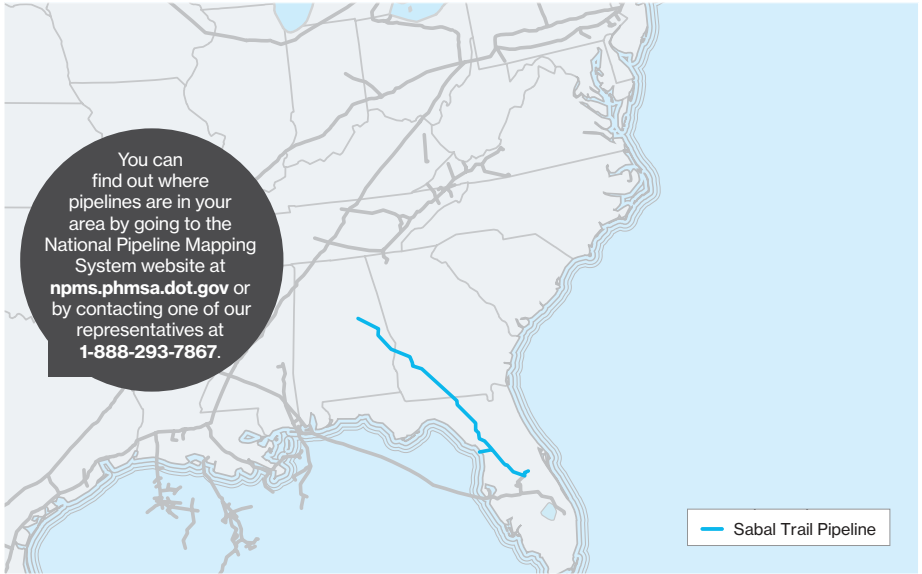 You can
find out where
pipelines are in your
area by going to the
National Pipeline Mapping
System website at
npms.phmsa.dot.gov or
by contacting one of our
representatives at
1-888-293-7867.
Sabal Trail Pipeline